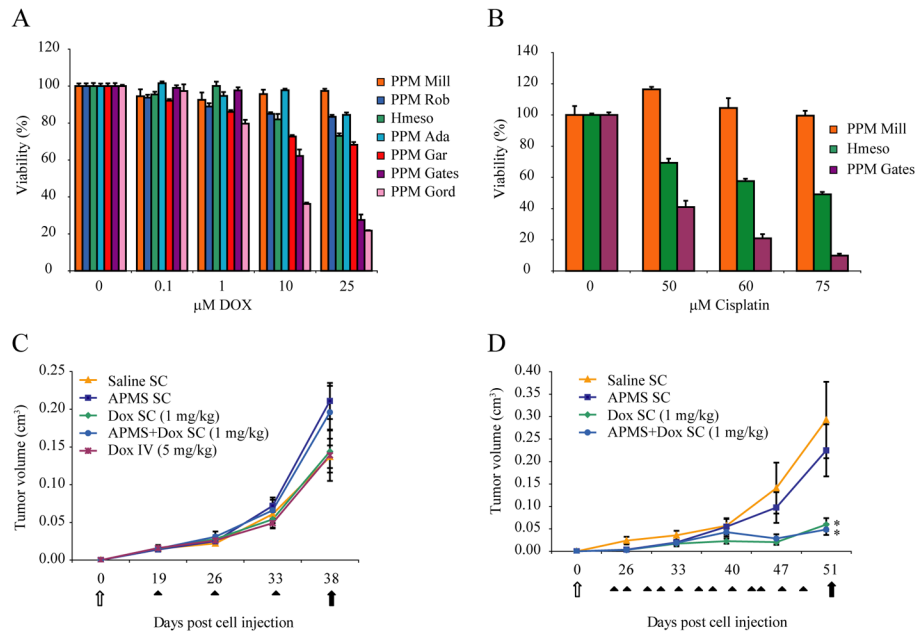 A
120
100
80
60
40
20
0
Viability (%)
0 0.1 1 10 25
μM DOX
PPM Mill
PPM Rob
Hmeso
PPM Ada
PPM Gar
PPM Gates
PPM Gord
B
140
120
100
80
60
40
20
0
Viability (%)
0 50 60 75
μM Cisplatin
PPM Mill
Hmeso
PPM Gates
C
0.25
0.20
0.15
0.10
0.05
0.00
Tumor volume (cm³)
Saline SC
APMS SC
Dox SC (1 mg/kg)
APMS+Dox SC (1 mg/kg)
Dox IV (5 mg/kg)
0 19 26 33 38
Days post cell injection
D
0.40
0.35
0.30
0.25
0.20
0.15
0.10
0.05
0.00
Tumor volume (cm³)
Saline SC
APMS SC
Dox SC (1 mg/kg)
APMS+Dox SC (1 mg/kg)
*
*
0 26 33 40 47 51
Days post cell injection